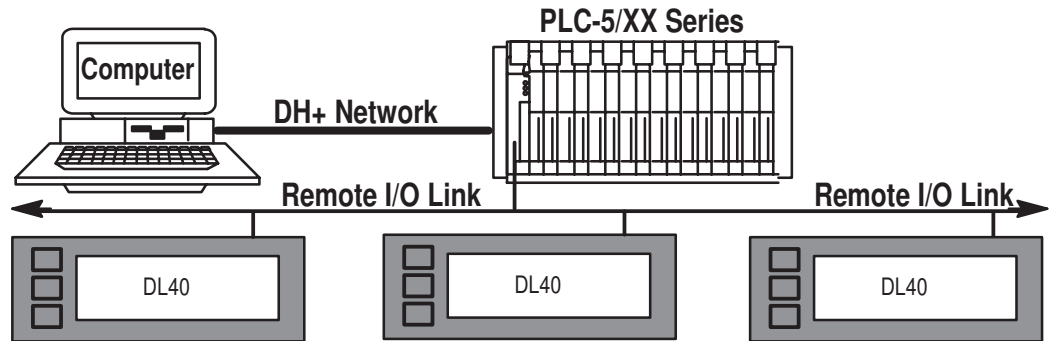 PLC-5/XX Series
Computer
DH+ Network
Remote I/O Link
Remote I/O Link
DL40
DL40
DL40